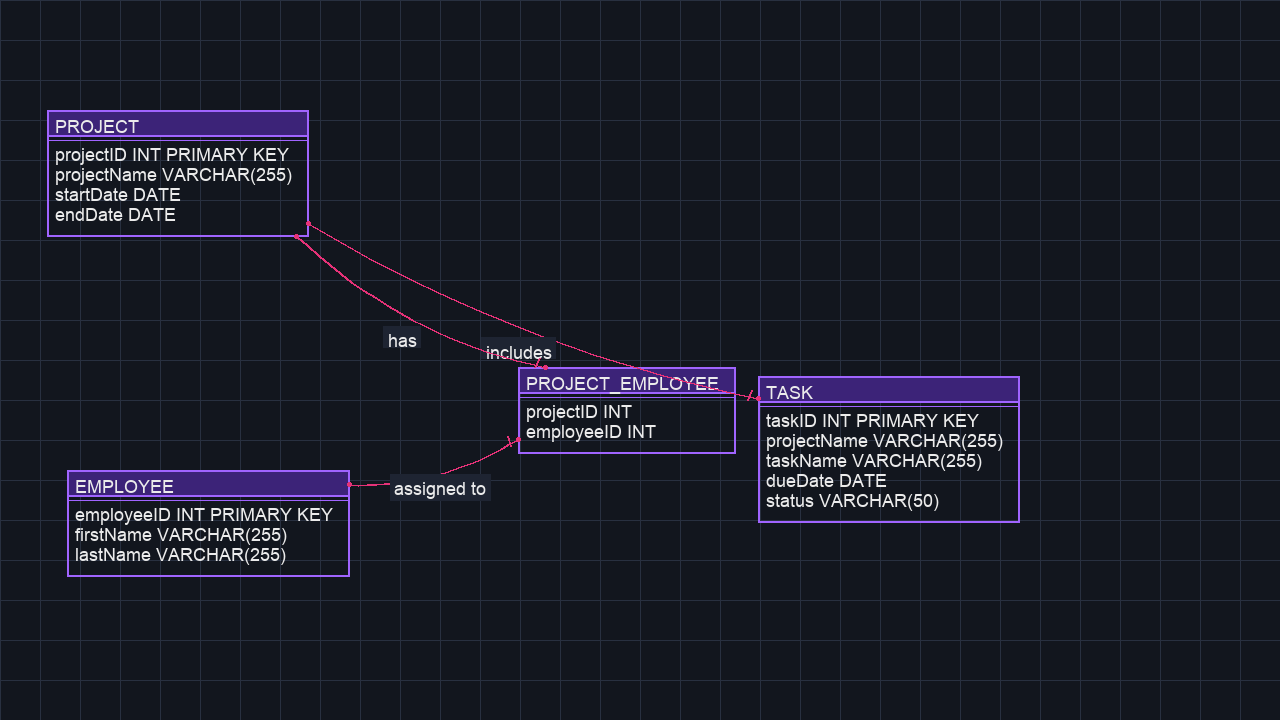 PROJECT
projectID INT PRIMARY KEY
projectName VARCHAR(255)
startDate DATE
endDate DATE
has
includes
PROJECT_EMPLOYEE
projectID INT
employeeID INT
TASK
taskID INT PRIMARY KEY
projectName VARCHAR(255)
taskName VARCHAR(255)
dueDate DATE
status VARCHAR(50)
assigned to
EMPLOYEE
employeeID INT PRIMARY KEY
firstName VARCHAR(255)
lastName VARCHAR(255)